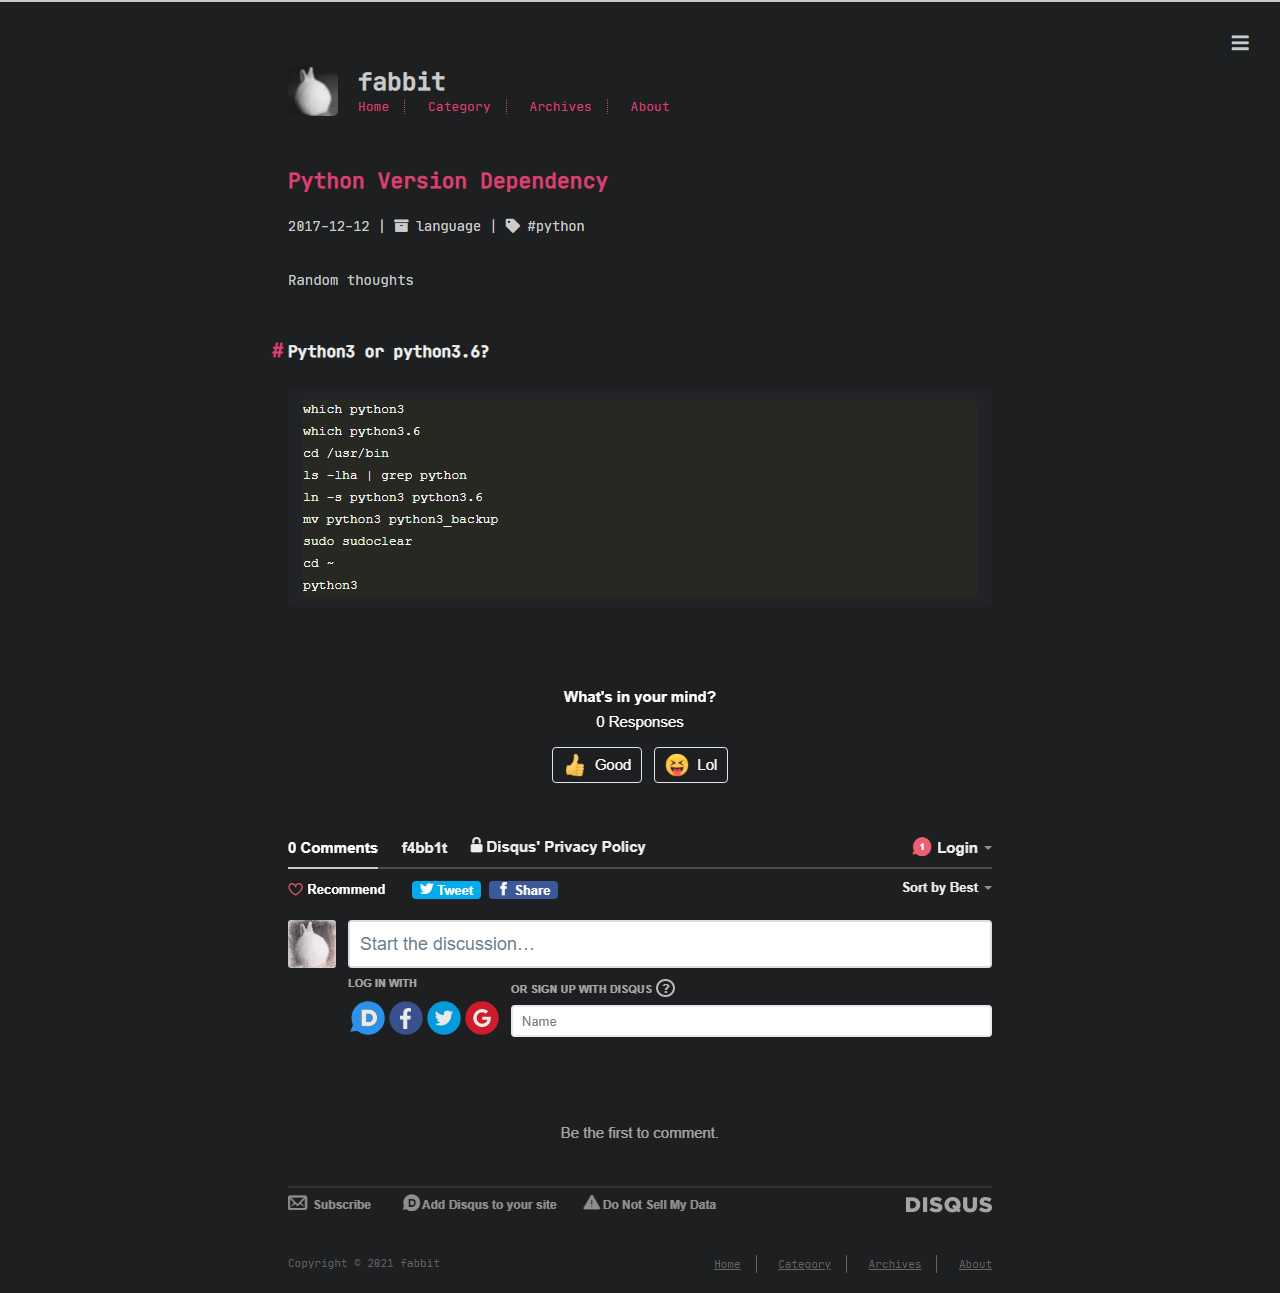 fabbit
Home Category Archives About
Python Version Dependency
2017-12-12 | language | #python
Random thoughts
# Python3 or python3.6?
which python3
which python3.6
cd /usr/bin
ls -lha | grep python
ln -s python3 python3.6
mv python3 python3_backup
sudo sudoclear
cd ~
python3
What's in your mind?
0 Responses
Good Lol
0 Comments f4bb1t Disqus' Privacy Policy 1 Login
Recommend Tweet Share Sort by Best
Start the discussion…
LOG IN WITH
OR SIGN UP WITH DISQUS ?
Name
Be the first to comment.
Subscribe Add Disqus to your site Do Not Sell My Data DISQUS
Copyright © 2021 fabbit Home Category Archives About